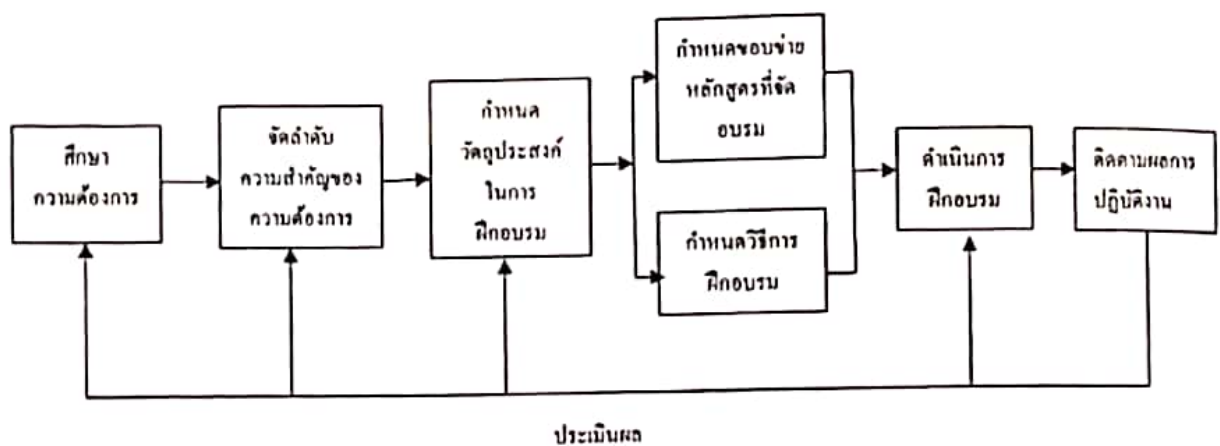 ศึกษา
ความต้องการ
จัดลำดับ
ความสำคัญของ
ความต้องการ
กำหนด
วัตถุประสงค์
ในการ
ฝึกอบรม
กำหนดขอบข่าย
หลักสูตรที่จัด
อบรม
กำหนดวิธีการ
ฝึกอบรม
ดำเนินการ
ฝึกอบรม
ติดตามผลการ
ปฏิบัติงาน
ประเมินผล